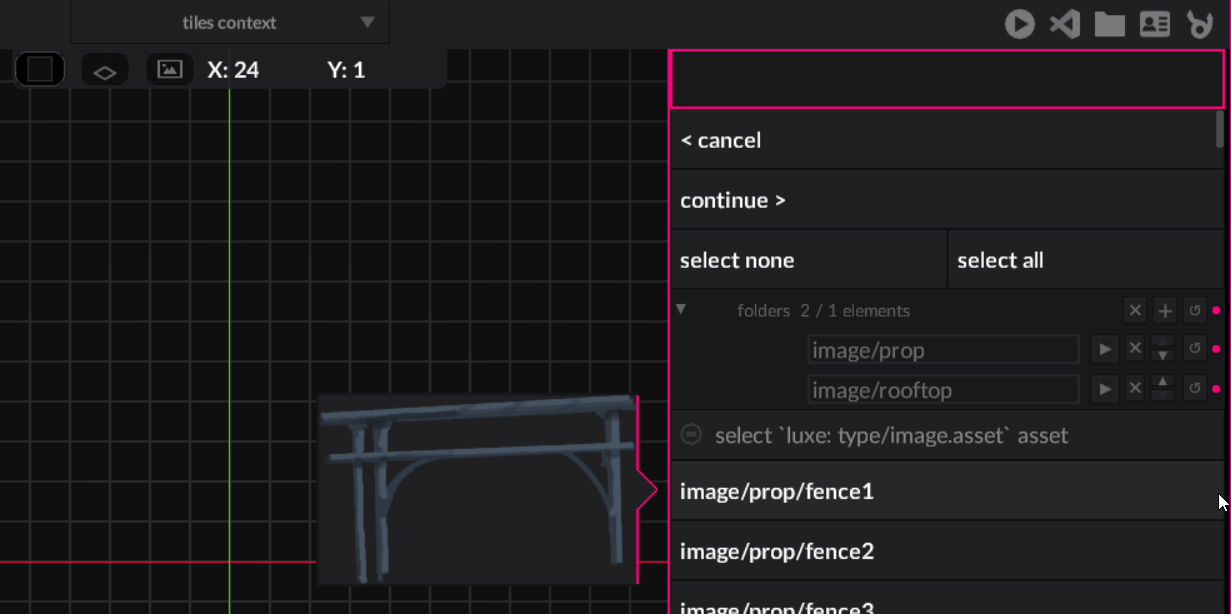 tiles context
X: 24 Y: 1
< cancel
continue >
select none select all
folders 2 / 1 elements
image/prop
image/rooftop
select `luxe: type/image.asset` asset
image/prop/fence1
image/prop/fence2
image/prop/fence3